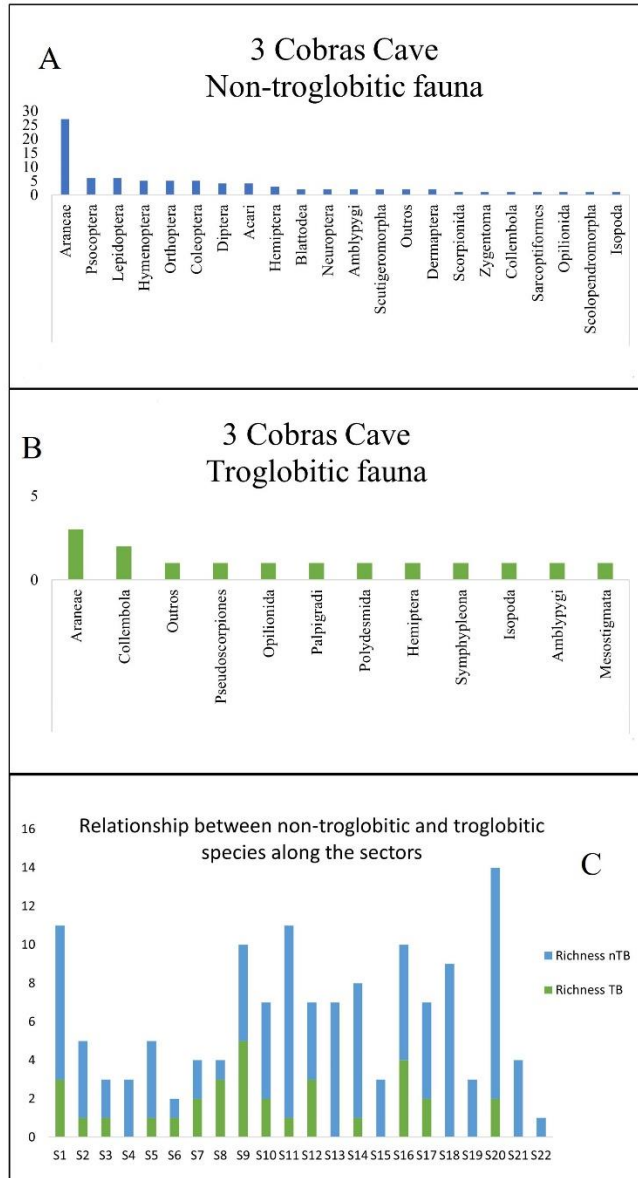 A
3 Cobras Cave
Non-troglobitic fauna
30
25
20
15
10
5
0
Araneae
Psocoptera
Lepidoptera
Hymenoptera
Orthoptera
Coleoptera
Diptera
Acari
Hemiptera
Blattodea
Neuroptera
Amblypygi
Scutigeromorpha
Outros
Dermaptera
Scorpionida
Zygentoma
Collembola
Sarcoptiformes
Opilionida
Scolopendromorpha
Isopoda
B
3 Cobras Cave
Troglobitic fauna
5
0
Araneae
Collembola
Outros
Pseudoscorpiones
Opilionida
Palpigradi
Polydesmida
Hemiptera
Symphypleona
Isopoda
Amblypygi
Mesostigmata
Relationship between non-troglobitic and troglobitic
species along the sectors
C
16
14
12
10
8
6
4
2
0
Richness nTB
Richness TB
S1 S2 S3 S4 S5 S6 S7 S8 S9 S10 S11 S12 S13 S14 S15 S16 S17 S18 S19 S20 S21 S22